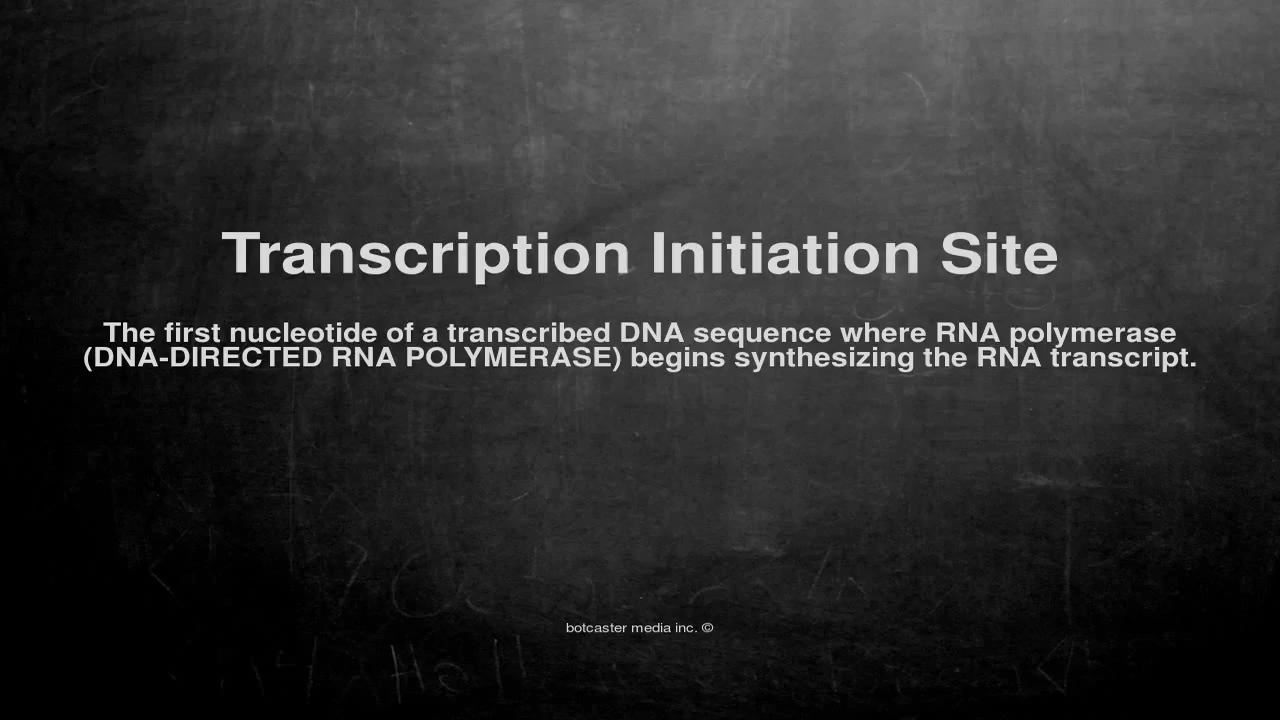 Transcription Initiation Site
The first nucleotide of a transcribed DNA sequence where RNA polymerase
(DNA-DIRECTED RNA POLYMERASE) begins synthesizing the RNA transcript.
botcaster media inc. ©